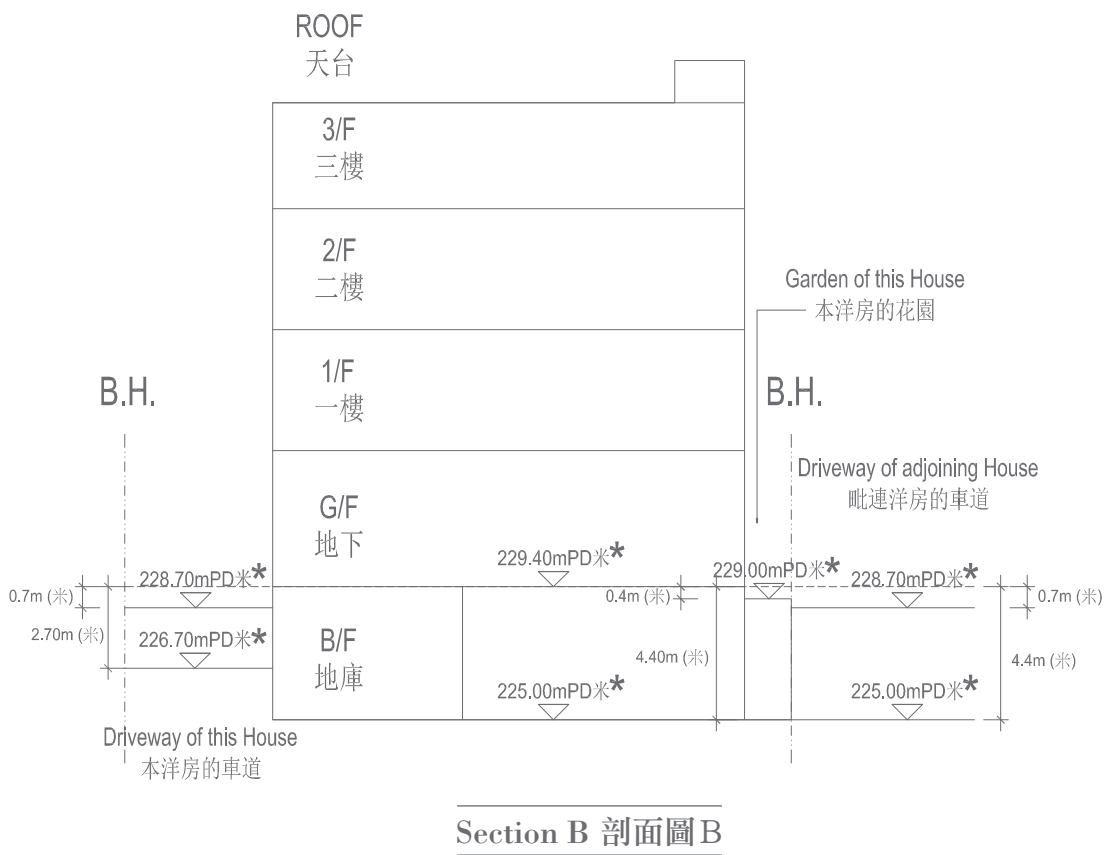 ROOF
天台
3/F
三樓
2/F
二樓
Garden of this House
本洋房的花園
1/F
一樓
B.H.
B.H.
Driveway of adjoining House
毗連洋房的車道
G/F
地下
228.70mPD米*
229.40mPD米*
229.00mPD米*
228.70mPD米*
0.7m (米)
0.4m (米)
0.7m (米)
2.70m (米)
226.70mPD米*
B/F
地庫
4.40m (米)
4.4m (米)
225.00mPD米*
225.00mPD米*
Driveway of this House
本洋房的車道
Section B 剖面圖B